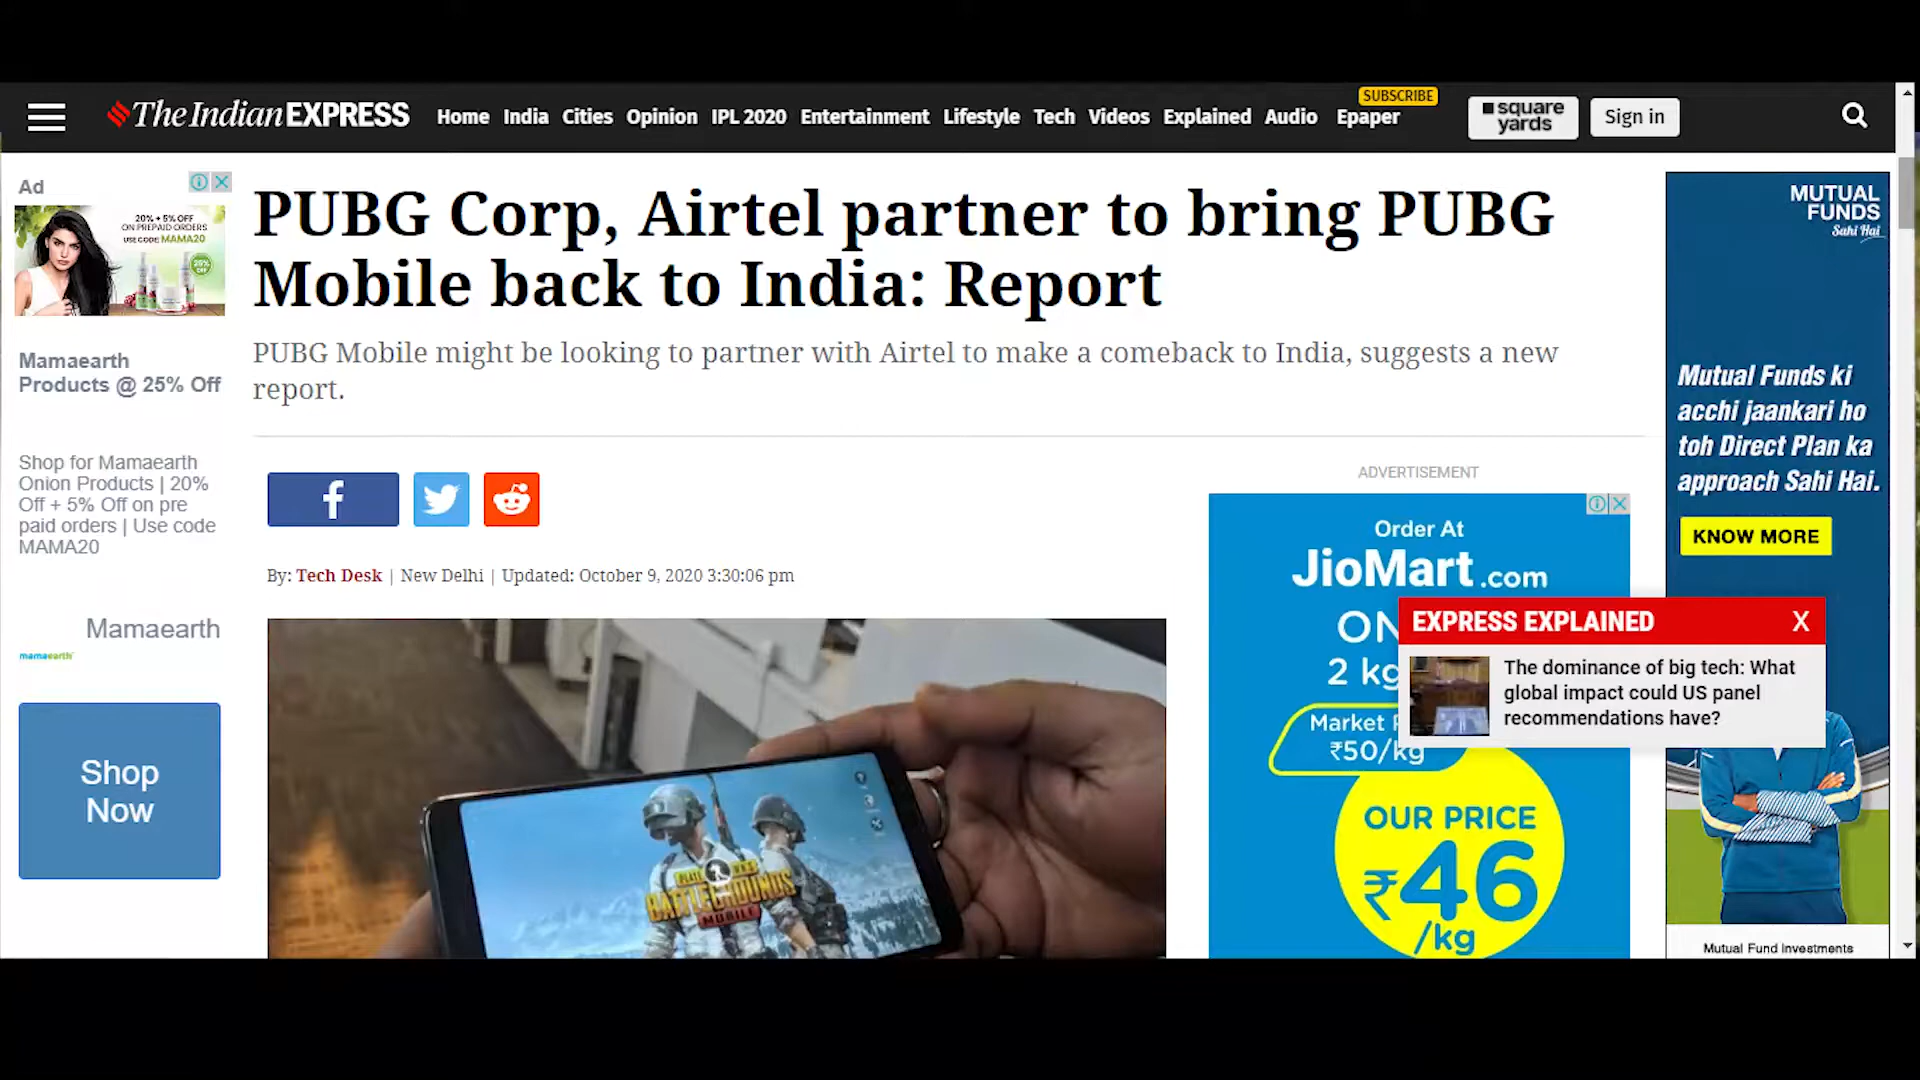 The Indian EXPRESS
Home India Cities Opinion IPL 2020 Entertainment Lifestyle Tech Videos Explained Audio Epaper
SUBSCRIBE
square yards
Sign in
Ad
20% + 5% OFF
ON PREPAID ORDERS
USE CODE MAMA20
25% OFF
Mamaearth
Products @ 25% Off
Shop for Mamaearth
Onion Products | 20%
Off + 5% Off on pre
paid orders | Use code
MAMA20
Mamaearth
mamaearth
Shop
Now
PUBG Corp, Airtel partner to bring PUBG
Mobile back to India: Report
PUBG Mobile might be looking to partner with Airtel to make a comeback to India, suggests a new
report.
By: Tech Desk | New Delhi | Updated: October 9, 2020 3:30:06 pm
BATTLEGROUNDS
MOBILE
ADVERTISEMENT
Order At
JioMart.com
2 kg
Market
₹50/kg
OUR PRICE
₹46
/kg
EXPRESS EXPLAINED X
The dominance of big tech: What
global impact could US panel
recommendations have?
MUTUAL
FUNDS
Sahi Hai
Mutual Funds ki
acchi jaankari ho
toh Direct Plan ka
approach Sahi Hai.
KNOW MORE
Mutual Fund Investments